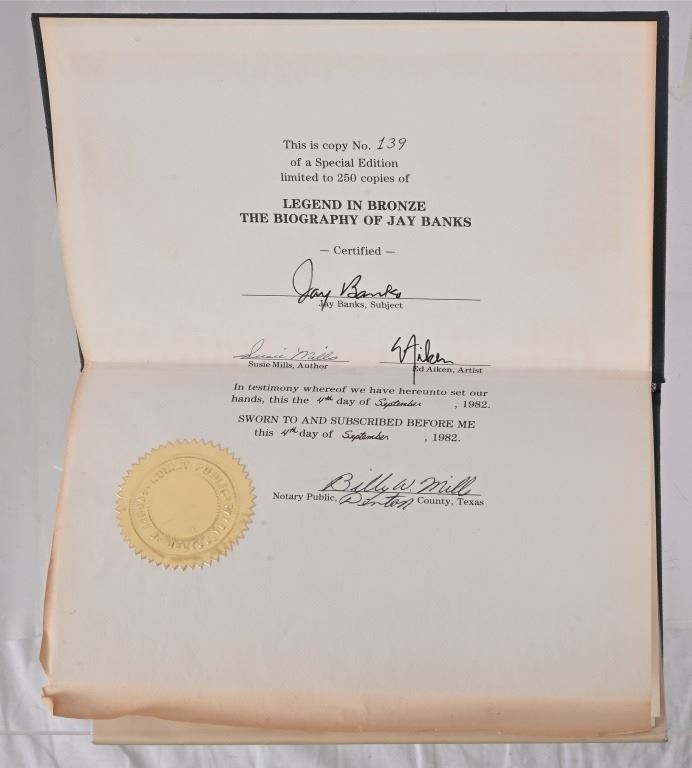 This is copy No. 139
of a Special Edition
limited to 250 copies of
LEGEND IN BRONZE
THE BIOGRAPHY OF JAY BANKS
— Certified —
Jay Banks
Jay Banks, Subject
Susie Mills EAiken
Susie Mills, Author Ed Aiken, Artist
In testimony whereof we have hereunto set our
hands, this the 4th day of September, 1982.
SWORN TO AND SUBSCRIBED BEFORE ME
this 4th day of September, 1982.
Billy W. Mills
Notary Public, Denton County, Texas
NOTARY PUBLIC